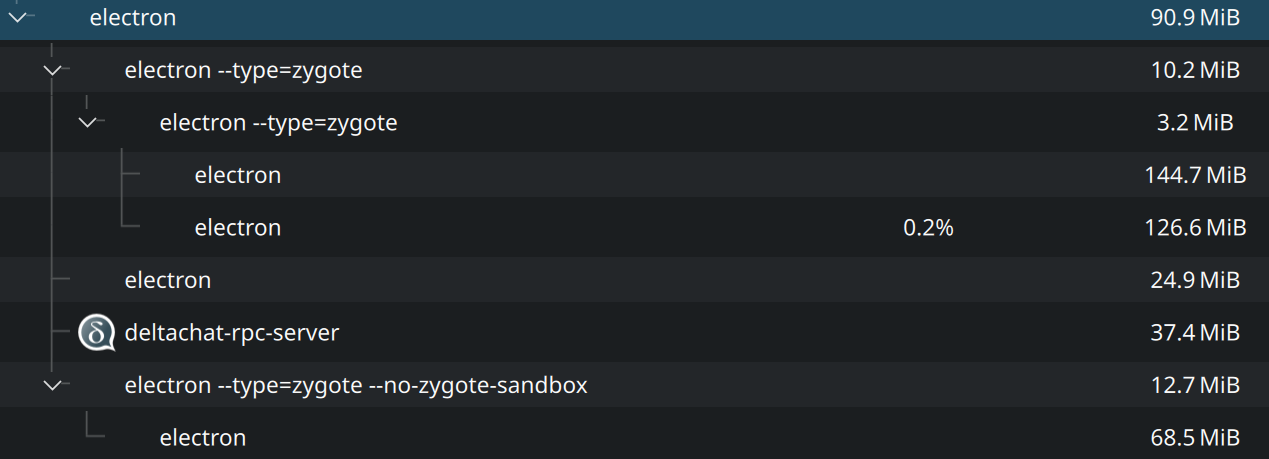 electron 90.9 MiB
electron --type=zygote 10.2 MiB
electron --type=zygote 3.2 MiB
electron 144.7 MiB
electron 0.2% 126.6 MiB
electron 24.9 MiB
δ deltachat-rpc-server 37.4 MiB
electron --type=zygote --no-zygote-sandbox 12.7 MiB
electron 68.5 MiB